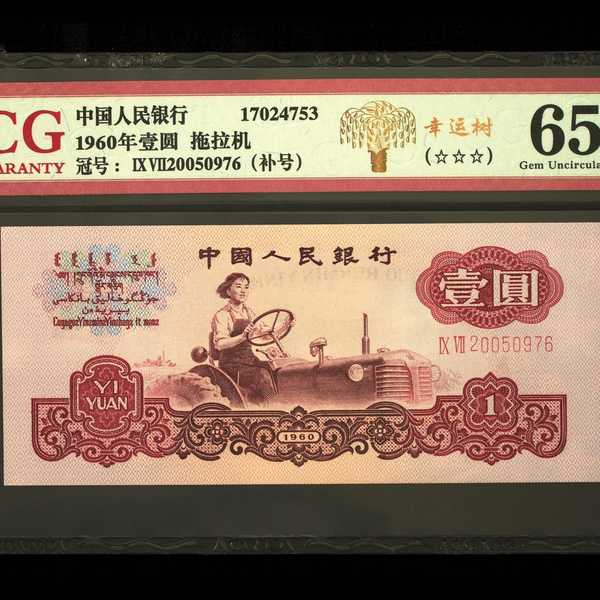 CG
ARANTY
中国人民银行 17024753
1960年壹圆 拖拉机
冠号：IX VII20050976（补号）
幸运树
(☆☆☆)
65
Gem Uncircula
中國人民銀行
壹圓
IX VII 20050976
YI
YUAN
1960
1